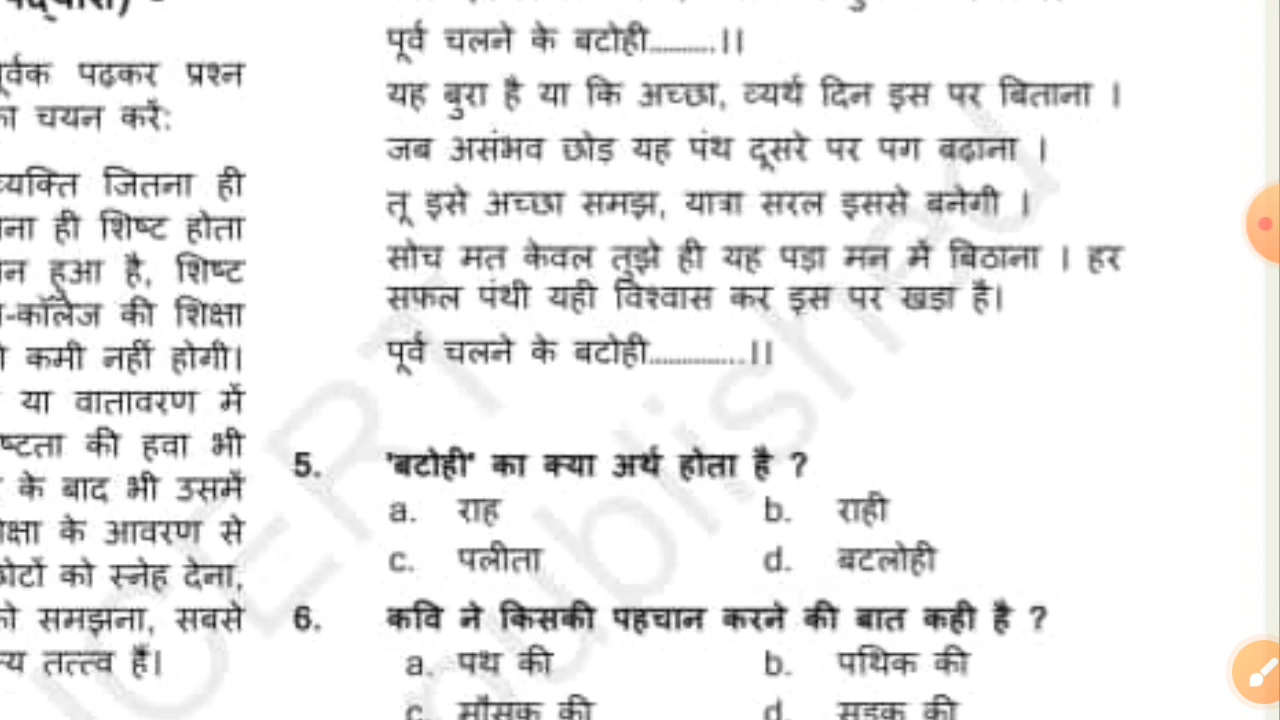 र्वक पढ़कर प्रश्न
का चयन करें:
व्यक्ति जितना ही
ना ही शिष्ट होता
न हुआ है, शिष्ट
-कॉलेज की शिक्षा
कमी नहीं होगी।
या वातावरण में
ष्टता की हवा भी
के बाद भी उसमें
क्षा के आवरण से
छोटों को स्नेह देना,
को समझना, सबसे
तत्त्व हैं।
पूर्व चलने के बटोही.........।।
यह बुरा है या कि अच्छा, व्यर्थ दिन इस पर बिताना ।
जब असंभव छोड़ यह पंथ दूसरे पर पग बढ़ाना ।
तू इसे अच्छा समझ, यात्रा सरल इससे बनेगी ।
सोच मत केवल तुझे ही यह पड़ा मन में बिठाना । हर
सफल पंथी यही विश्वास कर इस पर खड़ा है।
पूर्व चलने के बटोही.............।।
5. 'बटोही' का क्या अर्थ होता है ?
a. राह b. राही
c. पलीता d. बटलोही
6. कवि ने किसकी पहचान करने की बात कही है ?
a. पथ की b. पथिक की
c. मौसक की d. सड़क की